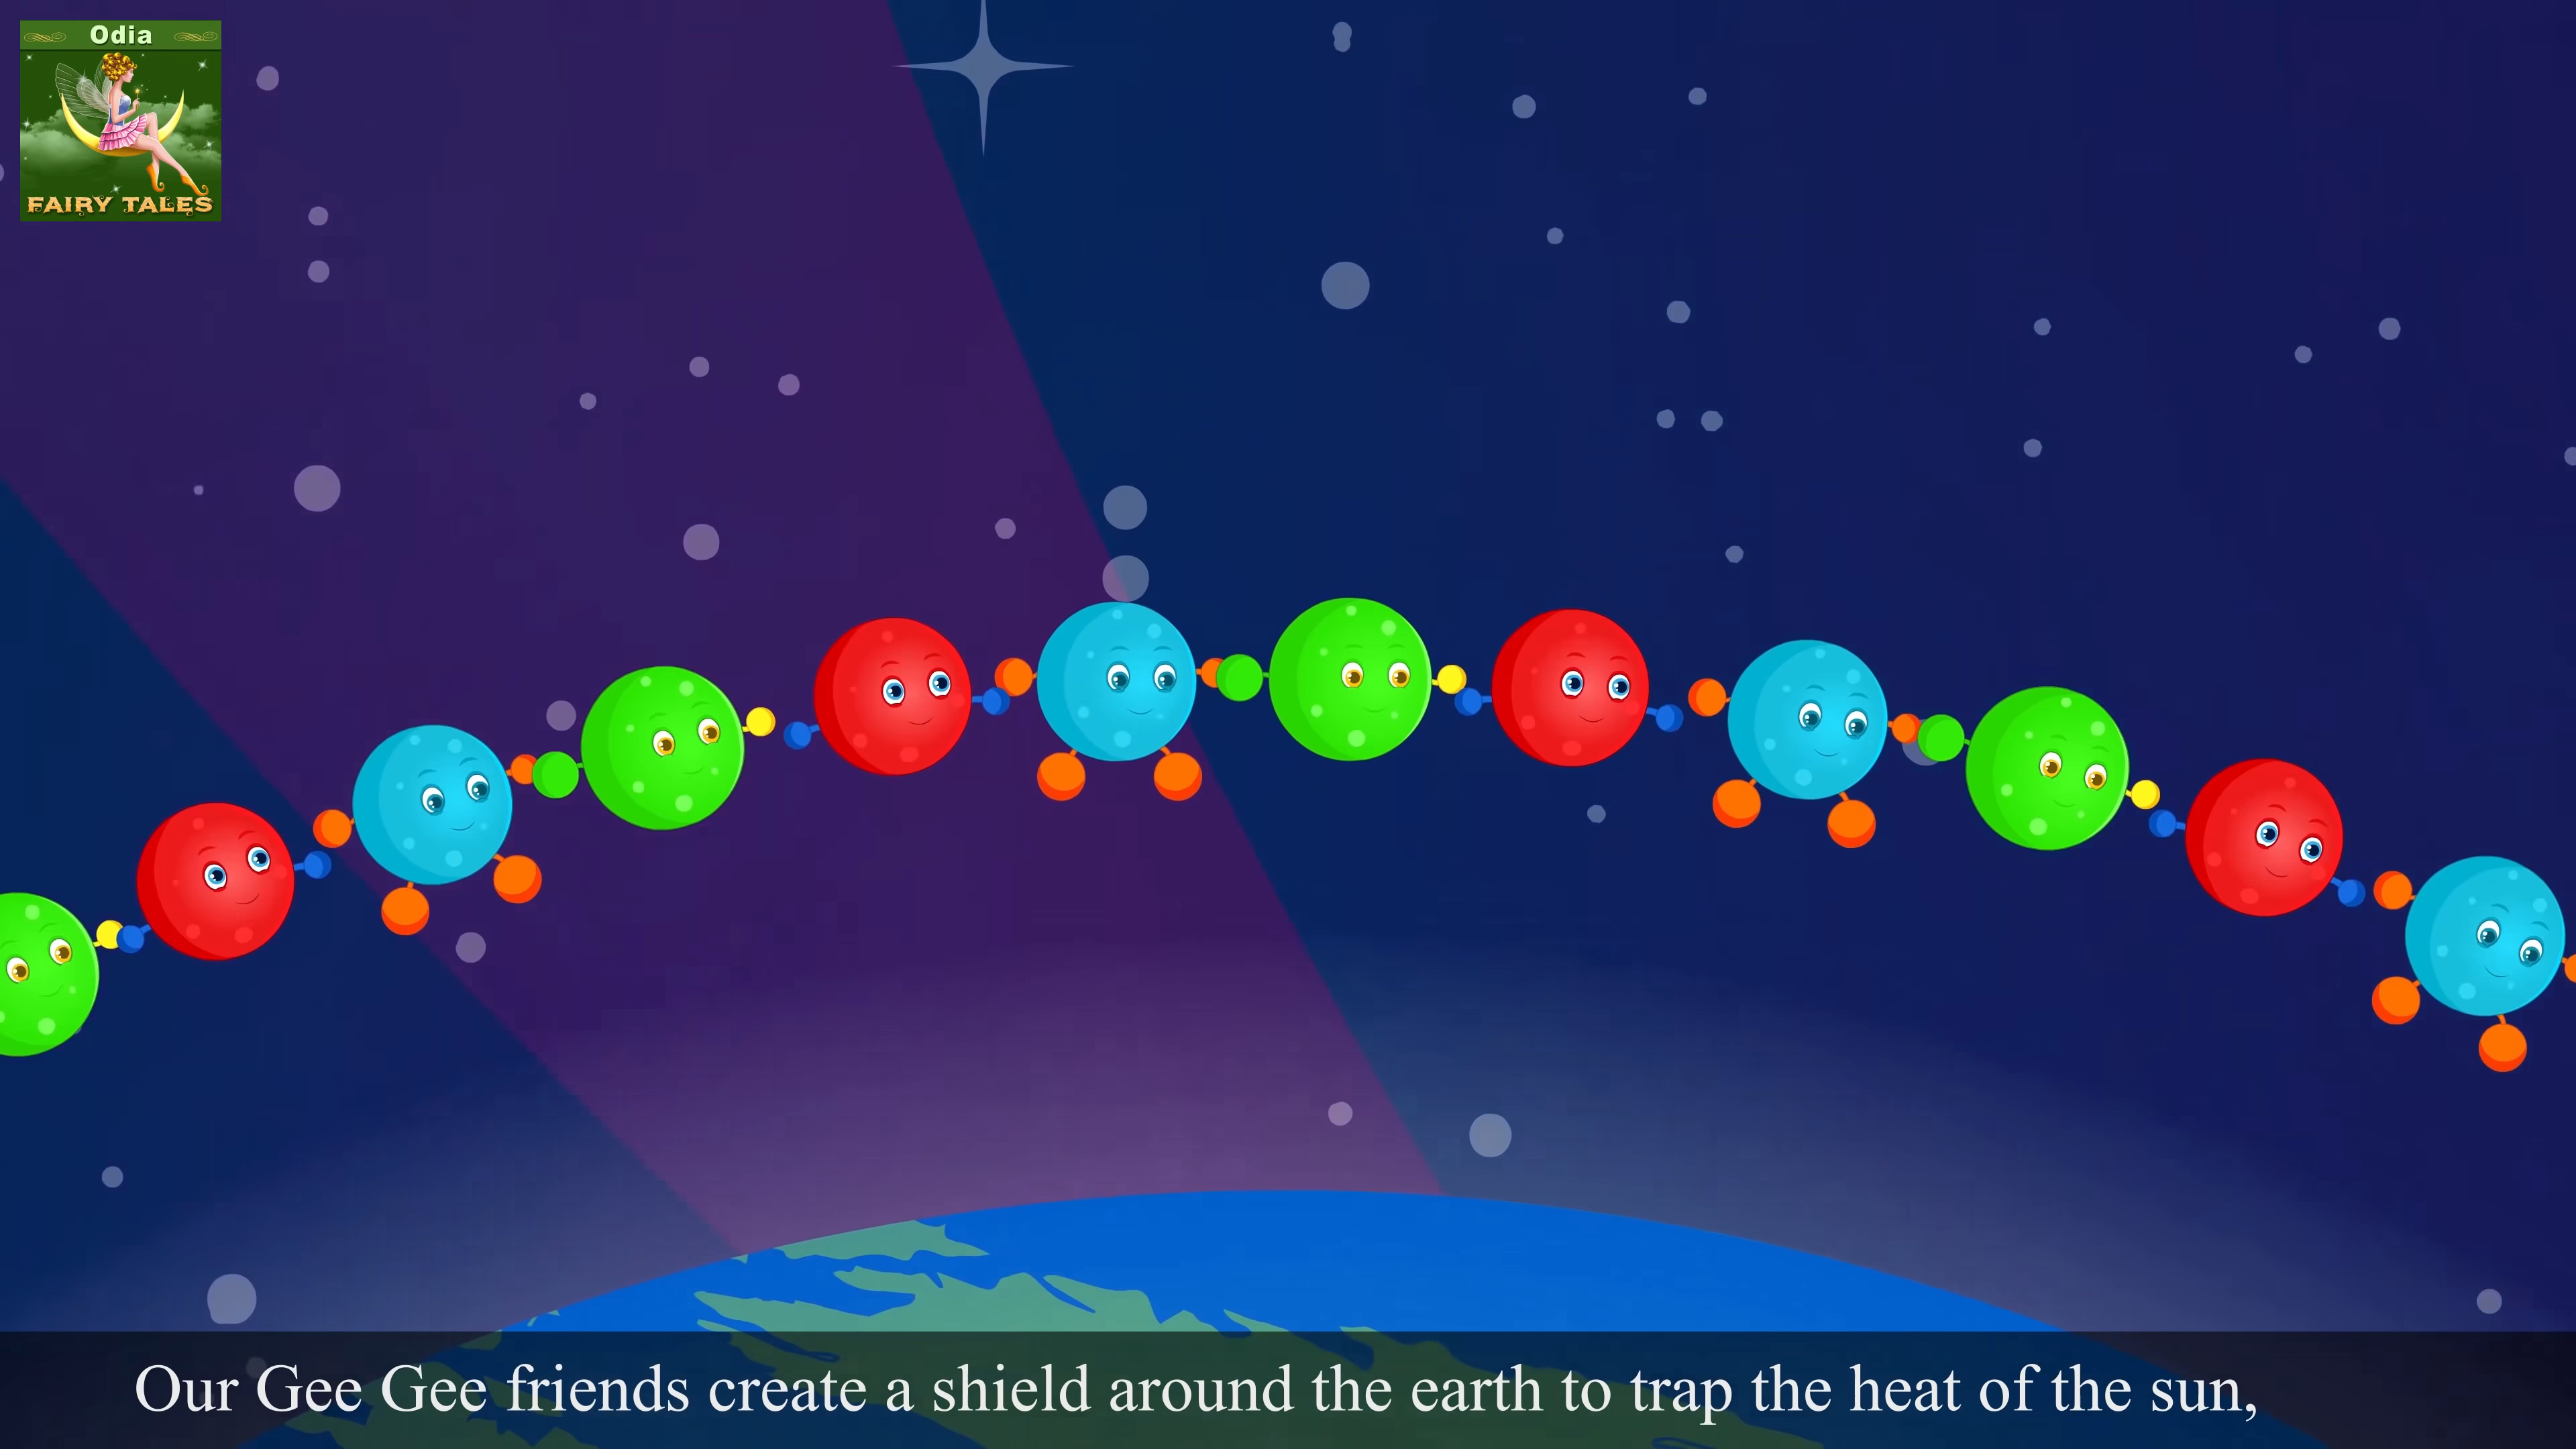 Odia
FAIRY TALES
Our Gee Gee friends create a shield around the earth to trap the heat of the sun,